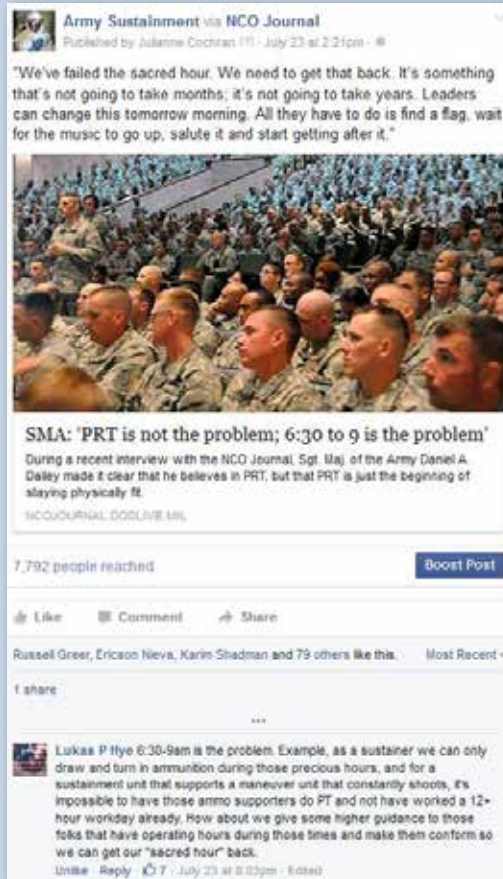 Army Sustainment via NCO Journal
Published by Julianne Cochran · July 23 at 2:21pm ·
"We've failed the sacred hour. We need to get that back. It's something
that's not going to take months; it's not going to take years. Leaders
can change this tomorrow morning. All they have to do is find a flag, wait
for the music to go up, salute it and start getting after it."
SMA: 'PRT is not the problem; 6:30 to 9 is the problem'
During a recent interview with the NCO Journal, Sgt. Maj. of the Army Daniel A.
Dailey made it clear that he believes in PRT, but that PRT is just the beginning of
staying physically fit.
NCOJOURNAL.DODLIVE.MIL
7,792 people reached
Boost Post
Like Comment Share
Russell Greer, Ericson Nieva, Karim Shadman and 79 others like this. Most Recent
1 share
...
Lukas P 6:30-9am is the problem. Example, as a sustainer we can only
draw and turn in ammunition during those precious hours, and for a
sustainment unit that supports a maneuver unit that constantly shoots, it's
impossible to have those ammo supporters do PT and not have worked a 12+
hour workday already. How about we give some higher guidance to those
folks that have operating hours during those times and make them conform so
we can get our "sacred hour" back.
Unlike · Reply · 7 · July 23 at 8:03pm · Edited